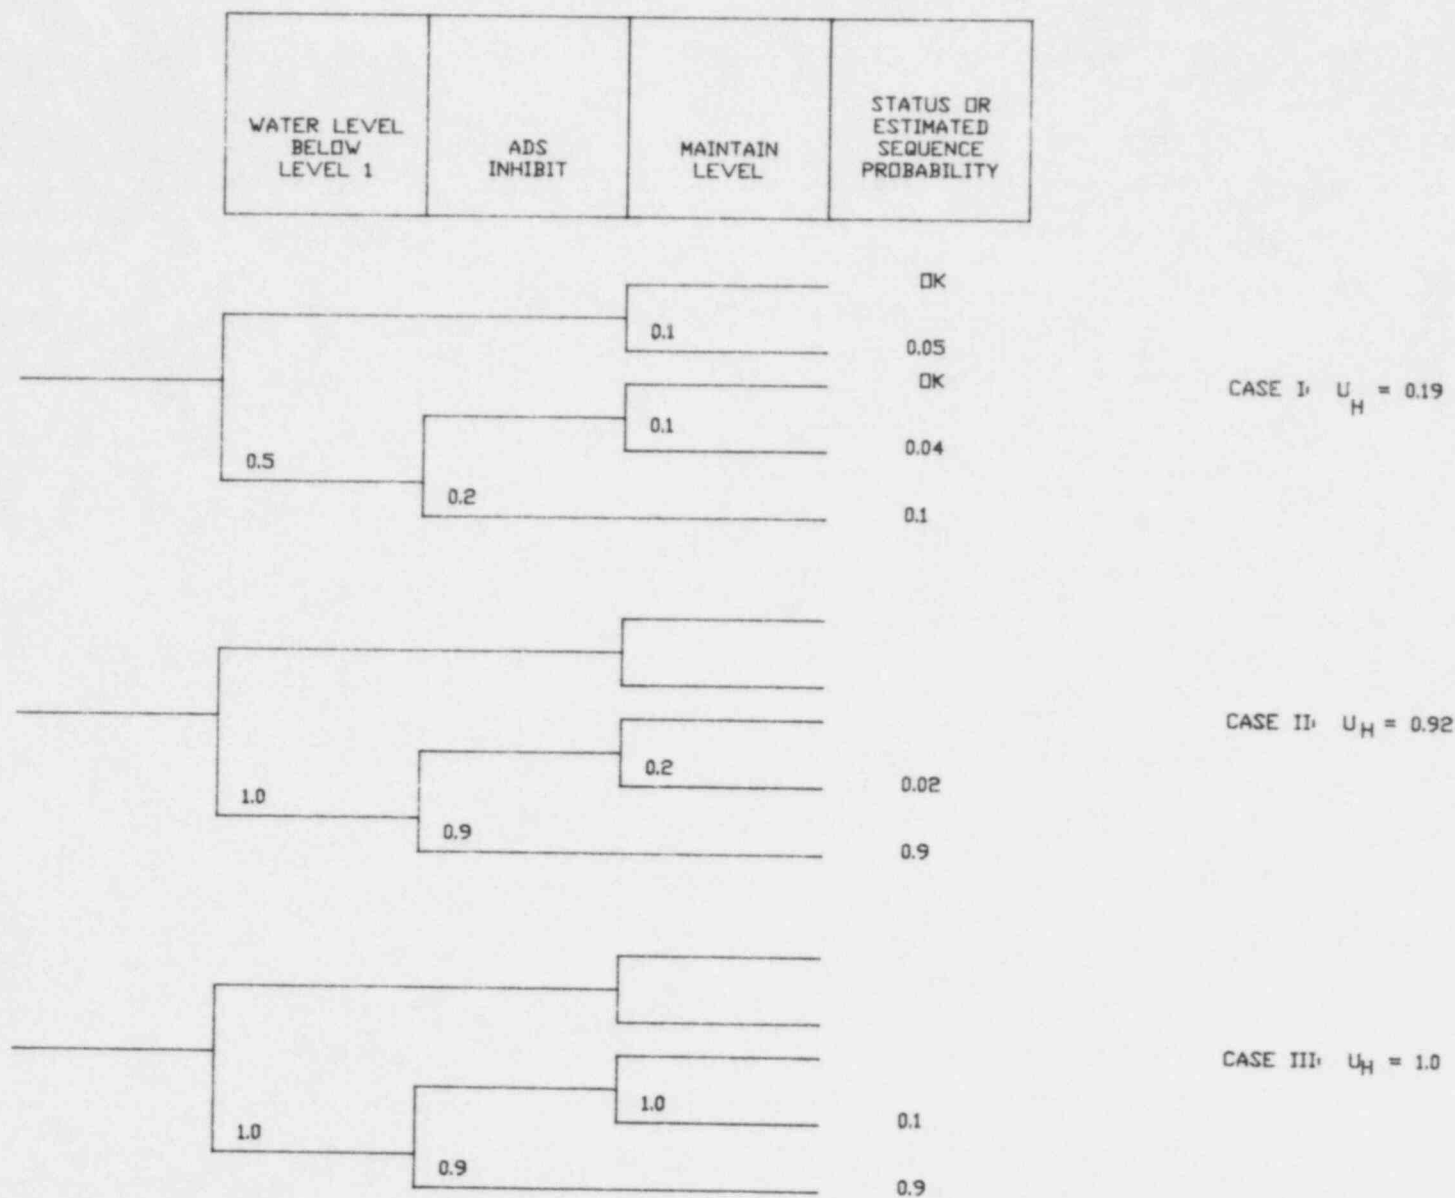 WATER LEVEL
BELOW
LEVEL 1
ADS
INHIBIT
MAINTAIN
LEVEL
STATUS OR
ESTIMATED
SEQUENCE
PROBABILITY
OK
0.1
0.05
OK
CASE I: U_H = 0.19
0.1
0.04
0.5
0.2
0.1
CASE II: U_H = 0.92
0.2
0.02
1.0
0.9
0.9
CASE III: U_H = 1.0
1.0
0.1
1.0
0.9
0.9